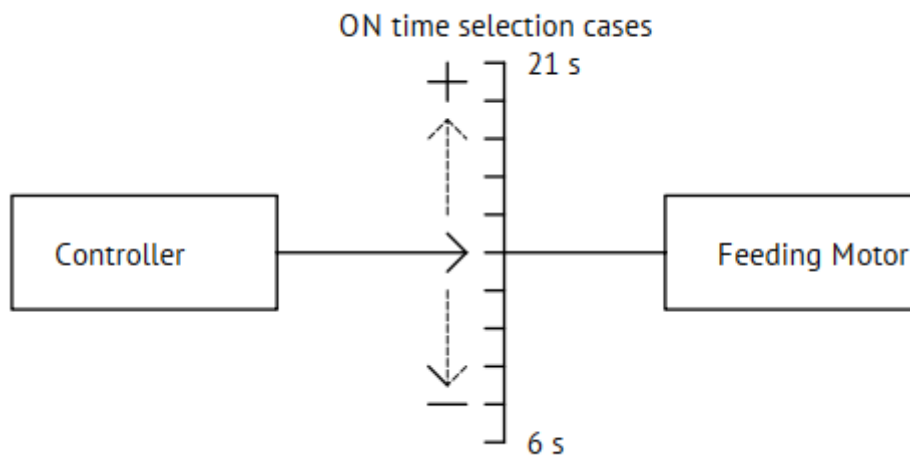 ON time selection cases
21 s
+
Controller
Feeding Motor
−
6 s